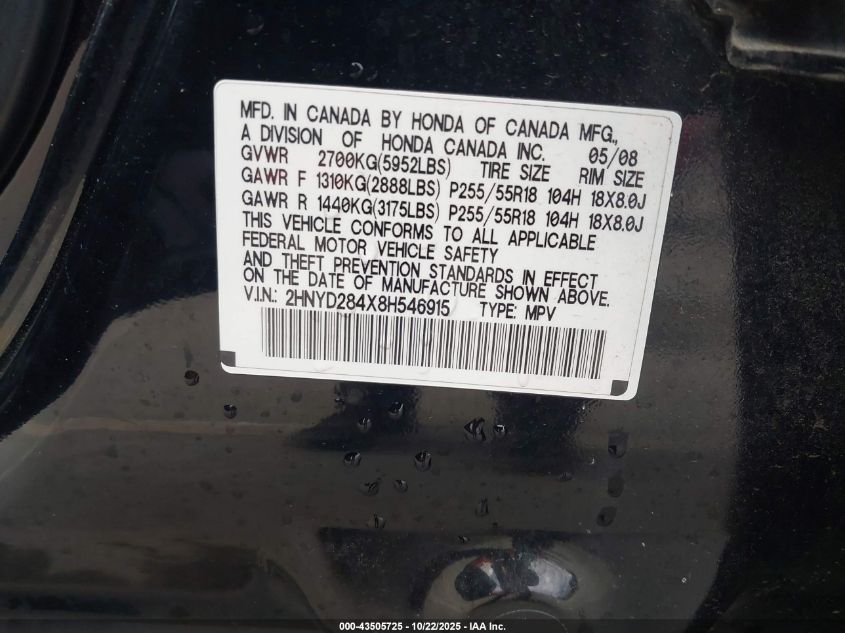 MFD. IN CANADA BY HONDA OF CANADA MFG.,
A DIVISION OF HONDA CANADA INC. 05/08
GVWR 2700KG(5952LBS) TIRE SIZE RIM SIZE
GAWR F 1310KG(2888LBS) P255/55R18 104H 18X8.0J
GAWR R 1440KG(3175LBS) P255/55R18 104H 18X8.0J
THIS VEHICLE CONFORMS TO ALL APPLICABLE
FEDERAL MOTOR VEHICLE SAFETY
AND THEFT PREVENTION STANDARDS IN EFFECT
ON THE DATE OF MANUFACTURE SHOWN ABOVE.
V.I.N.: 2HNYD284X8H546915 TYPE: MPV
000-43505725 - 10/22/2025 - IAA Inc.